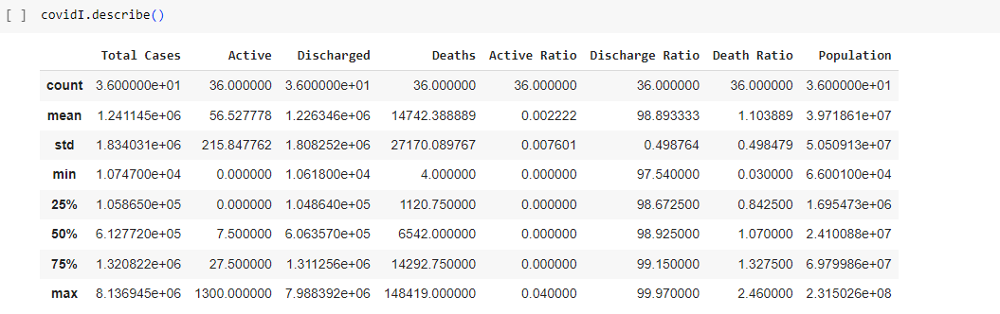 [ ] covidI.describe()
Total Cases Active Discharged Deaths Active Ratio Discharge Ratio Death Ratio Population
count 3.600000e+01 36.000000 3.600000e+01 36.000000 36.000000 36.000000 36.000000 3.600000e+01
mean 1.241145e+06 56.527778 1.226346e+06 14742.388889 0.002222 98.893333 1.103889 3.971861e+07
std 1.834031e+06 215.847762 1.808252e+06 27170.089767 0.007601 0.498764 0.498479 5.050913e+07
min 1.074700e+04 0.000000 1.061800e+04 4.000000 0.000000 97.540000 0.030000 6.600100e+04
25% 1.058650e+05 0.000000 1.048640e+05 1120.750000 0.000000 98.672500 0.842500 1.695473e+06
50% 6.127720e+05 7.500000 6.063570e+05 6542.000000 0.000000 98.925000 1.070000 2.410088e+07
75% 1.320822e+06 27.500000 1.311256e+06 14292.750000 0.000000 99.150000 1.327500 6.979986e+07
max 8.136945e+06 1300.000000 7.988392e+06 148419.000000 0.040000 99.970000 2.460000 2.315026e+08